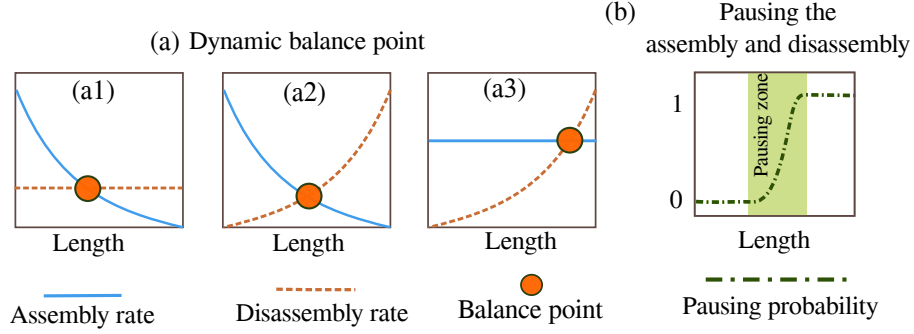 (a) Dynamic balance point
(a1)
(a2)
(a3)
Length
Length
Length
(b) Pausing the
assembly and disassembly
1
0
Pausing zone
Length
Assembly rate
Disassembly rate
Balance point
Pausing probability